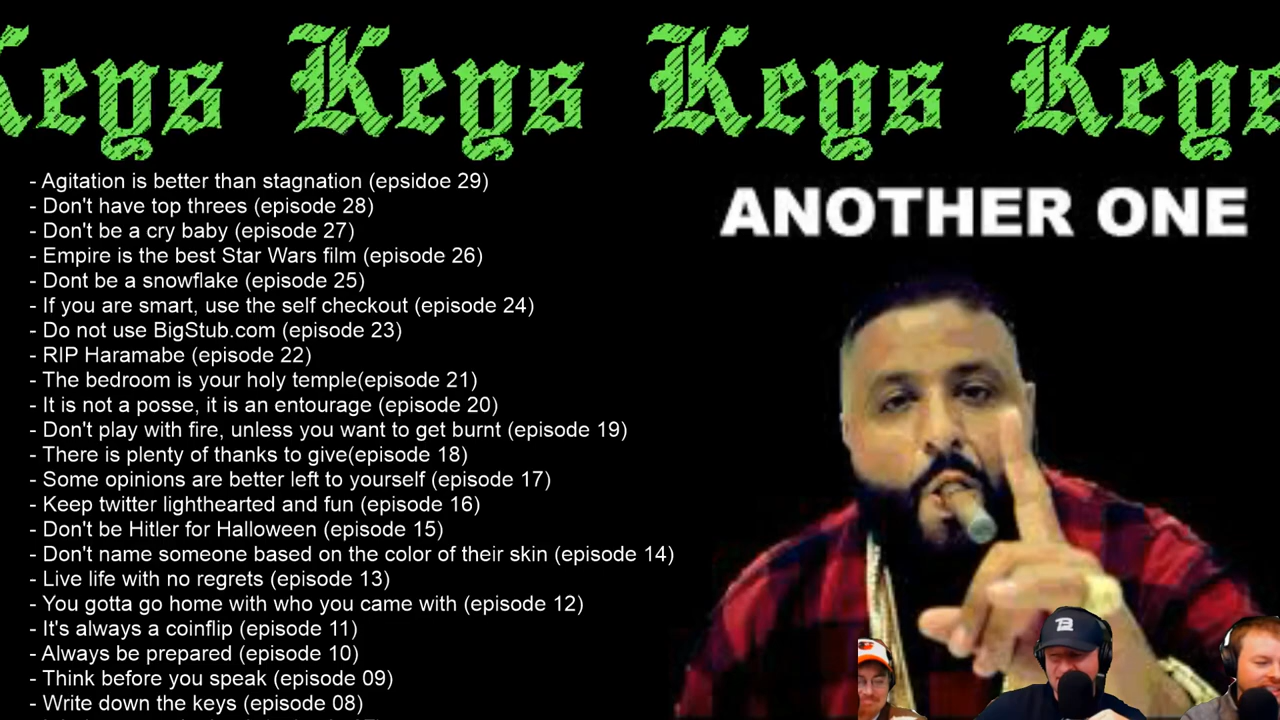 Keys Keys Keys Keys
ANOTHER ONE
- Agitation is better than stagnation (epsidoe 29)
- Don't have top threes (episode 28)
- Don't be a cry baby (episode 27)
- Empire is the best Star Wars film (episode 26)
- Dont be a snowflake (episode 25)
- If you are smart, use the self checkout (episode 24)
- Do not use BigStub.com (episode 23)
- RIP Haramabe (episode 22)
- The bedroom is your holy temple(episode 21)
- It is not a posse, it is an entourage (episode 20)
- Don't play with fire, unless you want to get burnt (episode 19)
- There is plenty of thanks to give(episode 18)
- Some opinions are better left to yourself (episode 17)
- Keep twitter lighthearted and fun (episode 16)
- Don't be Hitler for Halloween (episode 15)
- Don't name someone based on the color of their skin (episode 14)
- Live life with no regrets (episode 13)
- You gotta go home with who you came with (episode 12)
- It's always a coinflip (episode 11)
- Always be prepared (episode 10)
- Think before you speak (episode 09)
- Write down the keys (episode 08)